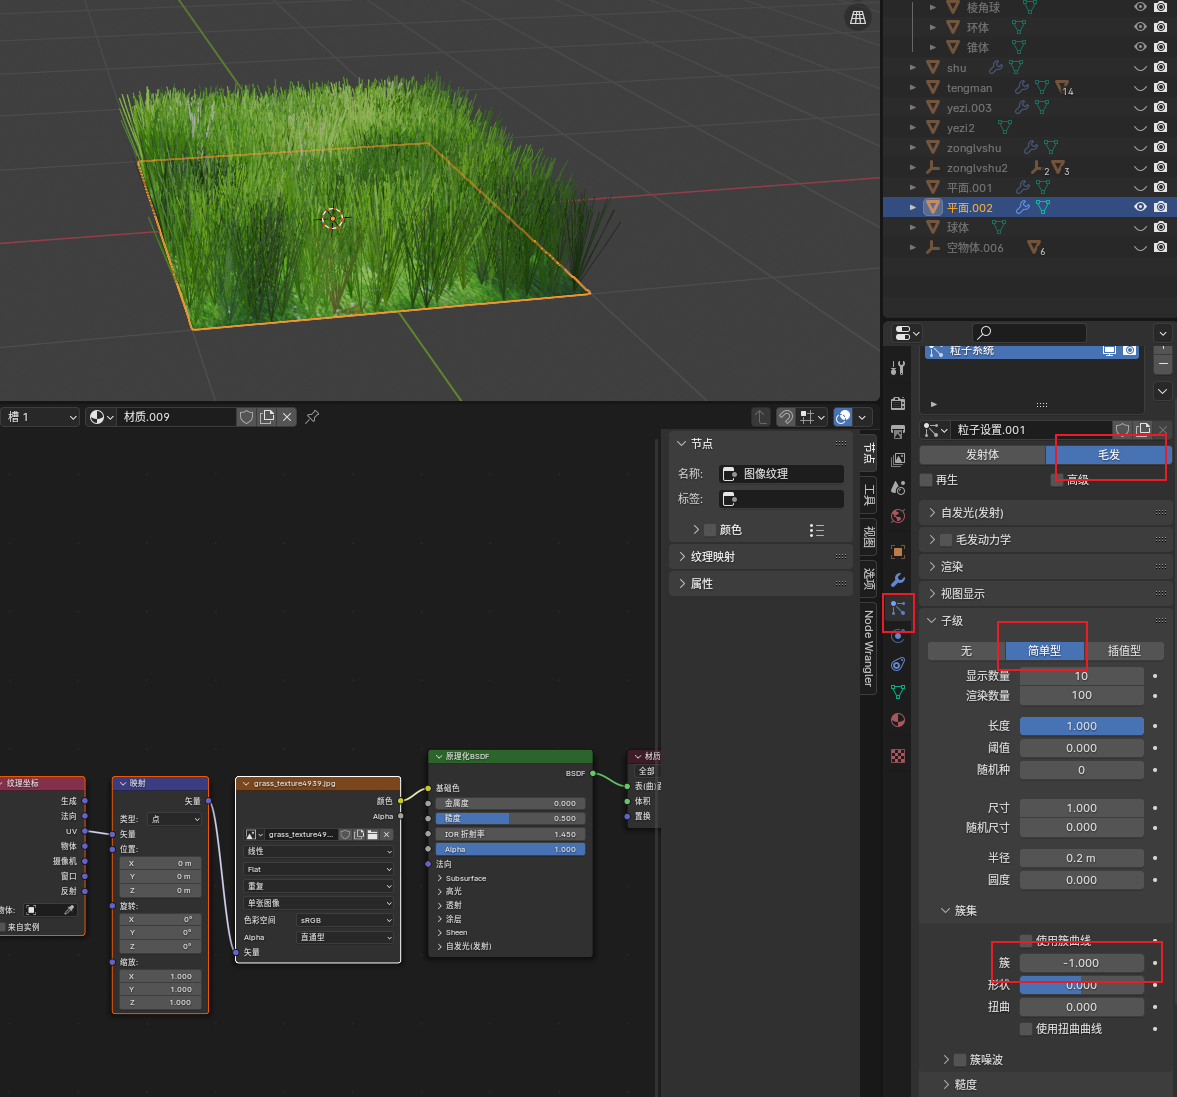 棱角球
环体
锥体
shu
tengman 14
yezi.003
yezi2
zonglvshu
zonglvshu2 2 3
平面.001
平面.002
球体
空物体.006 6
槽 1
材质.009
节点
名称: 图像纹理
标签:
颜色
纹理映射
属性
节点
工具
视图
选项
Node Wrangler
纹理坐标
生成
法向
UV
物体
摄像机
窗口
反射
物体:
来自实例
映射
矢量
类型: 点
矢量
位置:
X 0 m
Y 0 m
Z 0 m
旋转:
X 0°
Y 0°
Z 0°
缩放:
X 1.000
Y 1.000
Z 1.000
grass_texture4939.jpg
颜色
Alpha
grass_texture49...
线性
Flat
重复
单张图像
色彩空间 sRGB
Alpha 直通型
矢量
原理化BSDF
BSDF
基础色
金属度 0.000
糙度 0.500
IOR 折射率 1.450
Alpha 1.000
法向
Subsurface
高光
透射
涂层
Sheen
自发光(发射)
材质
全部
表(曲)面
体积
置换
粒子系统
粒子设置.001
发射体 毛发
再生 高级
自发光(发射)
毛发动力学
渲染
视图显示
子级
无 简单型 插值型
显示数量 10
渲染数量 100
长度 1.000
阈值 0.000
随机种 0
尺寸 1.000
随机尺寸 0.000
半径 0.2 m
圆度 0.000
簇集
使用簇曲线
簇 -1.000
形状 0.000
扭曲 0.000
使用扭曲曲线
簇噪波
糙度